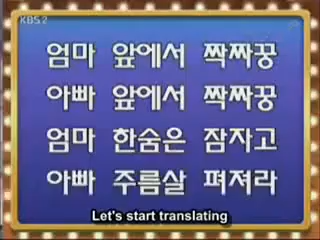 KBS2
엄마 앞에서 짝짜꿍
아빠 앞에서 짝짜꿍
엄마 한숨은 잠자고
아빠 주름살 펴져라
Let's start translating